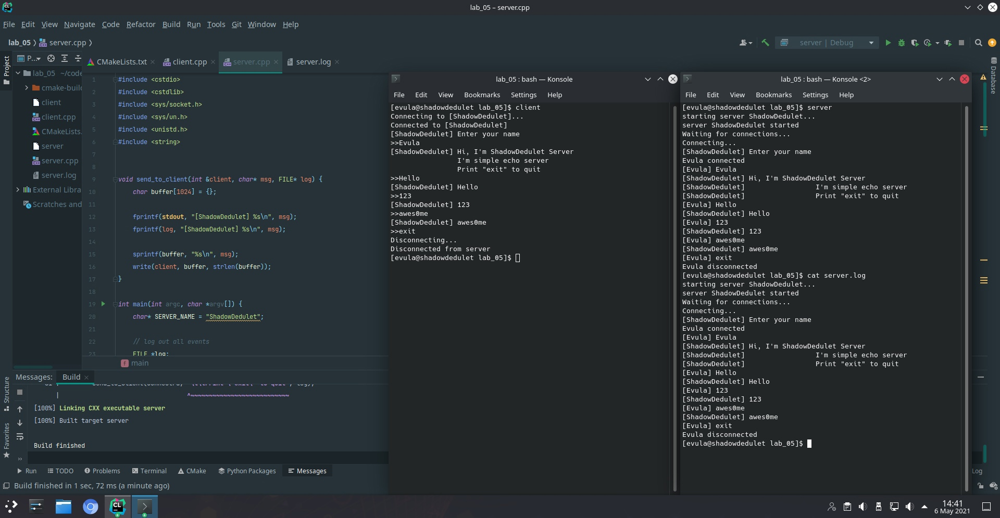 lab_05 – server.cpp
File Edit View Navigate Code Refactor Build Run Tools Git Window Help
lab_05 server.cpp
server | Debug
Project
P...
CMakeLists.txt client.cpp server.cpp server.log
Database
lab_05 ~/code
cmake-build
client
client.cpp
CMakeLists.
server
server.cpp
server.log
External Libra
Scratches and
1 #include <cstdio>
2 #include <cstdlib>
3 #include <sys/socket.h>
4 #include <sys/un.h>
5 #include <unistd.h>
6 #include <string>
7
8
9 void send_to_client(int &client, char* msg, FILE* log) {
10 char buffer[1024] = {};
11
12 fprintf(stdout, "[ShadowDedulet] %s\n", msg);
13 fprintf(log, "[ShadowDedulet] %s\n", msg);
14
15 sprintf(buffer, "%s\n", msg);
16 write(client, buffer, strlen(buffer));
17 }
18
19 int main(int argc, char *argv[]) {
20 char* SERVER_NAME = "ShadowDedulet";
21
22 // log out all events
23 FILE *log;
main
lab_05 : bash — Konsole
File Edit View Bookmarks Settings Help
[evula@shadowdedulet lab_05]$ client
Connecting to [ShadowDedulet]...
Connected to [ShadowDedulet]
[ShadowDedulet] Enter your name
>>Evula
[ShadowDedulet] Hi, I'm ShadowDedulet Server
I'm simple echo server
Print "exit" to quit
>>Hello
[ShadowDedulet] Hello
>>123
[ShadowDedulet] 123
>>awes0me
[ShadowDedulet] awes0me
>>exit
Disconnecting...
Disconnected from server
[evula@shadowdedulet lab_05]$
lab_05 : bash — Konsole <2>
File Edit View Bookmarks Settings Help
[evula@shadowdedulet lab_05]$ server
starting server ShadowDedulet...
server ShadowDedulet started
Waiting for connections...
Connecting...
[ShadowDedulet] Enter your name
Evula connected
[Evula] Evula
[ShadowDedulet] Hi, I'm ShadowDedulet Server
[ShadowDedulet] I'm simple echo server
[ShadowDedulet] Print "exit" to quit
[Evula] Hello
[ShadowDedulet] Hello
[Evula] 123
[ShadowDedulet] 123
[Evula] awes0me
[ShadowDedulet] awes0me
[Evula] exit
Evula disconnected
[evula@shadowdedulet lab_05]$ cat server.log
starting server ShadowDedulet...
server ShadowDedulet started
Waiting for connections...
Connecting...
[ShadowDedulet] Enter your name
Evula connected
[Evula] Evula
[ShadowDedulet] Hi, I'm ShadowDedulet Server
[ShadowDedulet] I'm simple echo server
[ShadowDedulet] Print "exit" to quit
[Evula] Hello
[ShadowDedulet] Hello
[Evula] 123
[ShadowDedulet] 123
[Evula] awes0me
[ShadowDedulet] awes0me
[Evula] exit
Evula disconnected
[evula@shadowdedulet lab_05]$
Messages: Build
Structure
Favorites
| ^~~~~~~~~~~~~~~~~~~~~~~~~~~~
[100%] Linking CXX executable server
[100%] Built target server
Build finished
Run TODO Problems Terminal CMake Python Packages Messages
Log
Build finished in 1 sec, 72 ms (a minute ago)
CL
14:41
6 May 2021